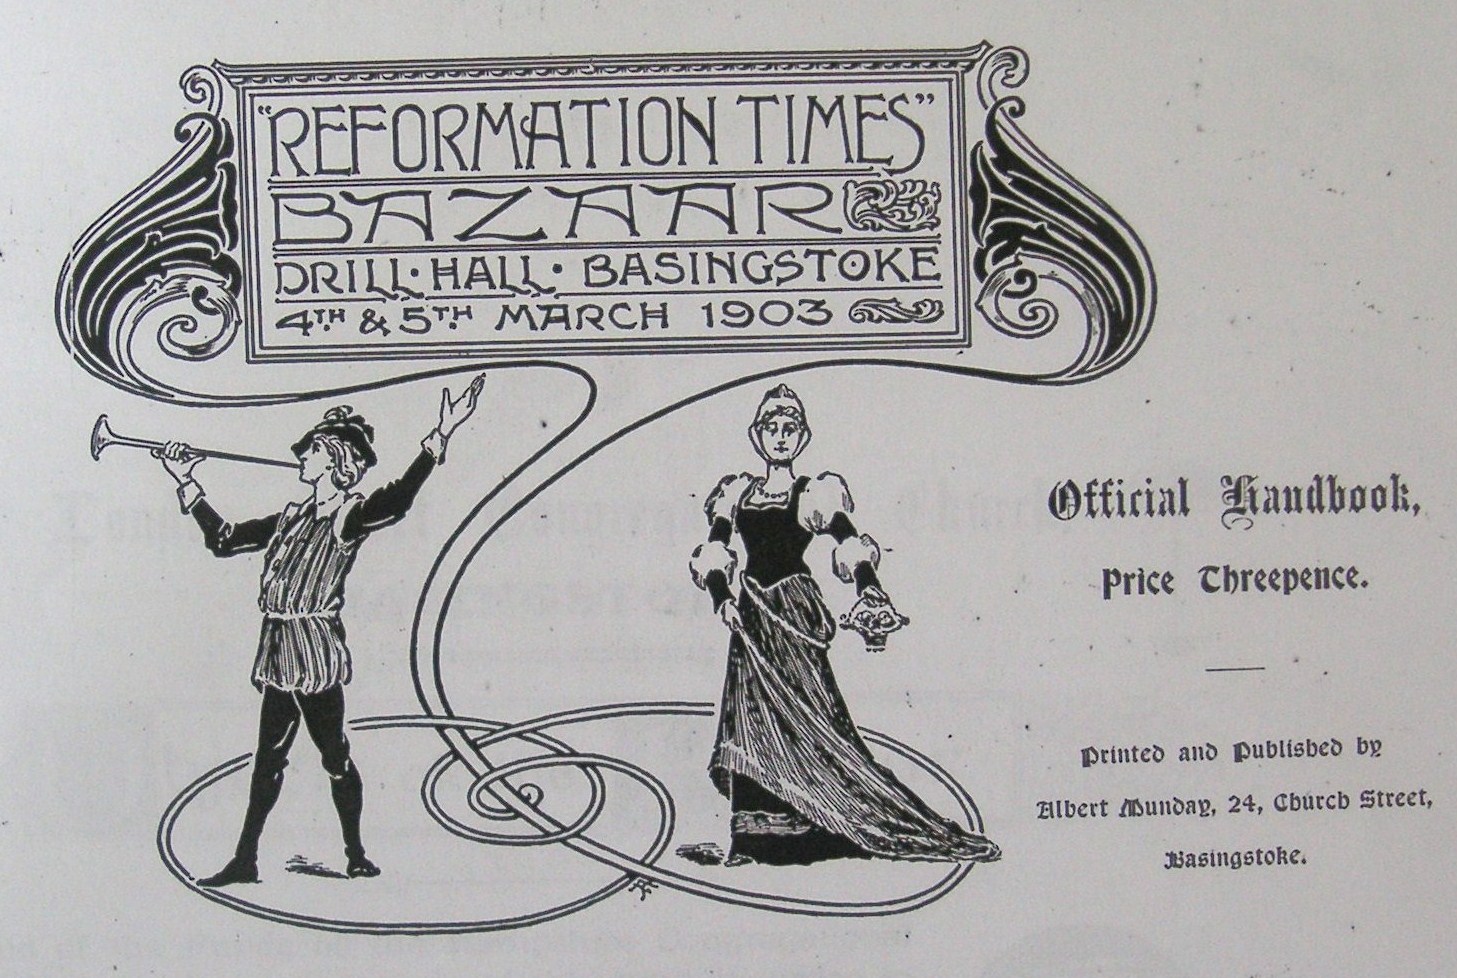 "REFORMATION TIMES"
BAZAAR
DRILL·HALL·BASINGSTOKE
4TH & 5TH MARCH 1903
Official Handbook,
Price Threepence.
Printed and Published by
Albert Munday, 24, Church Street,
Basingstoke.